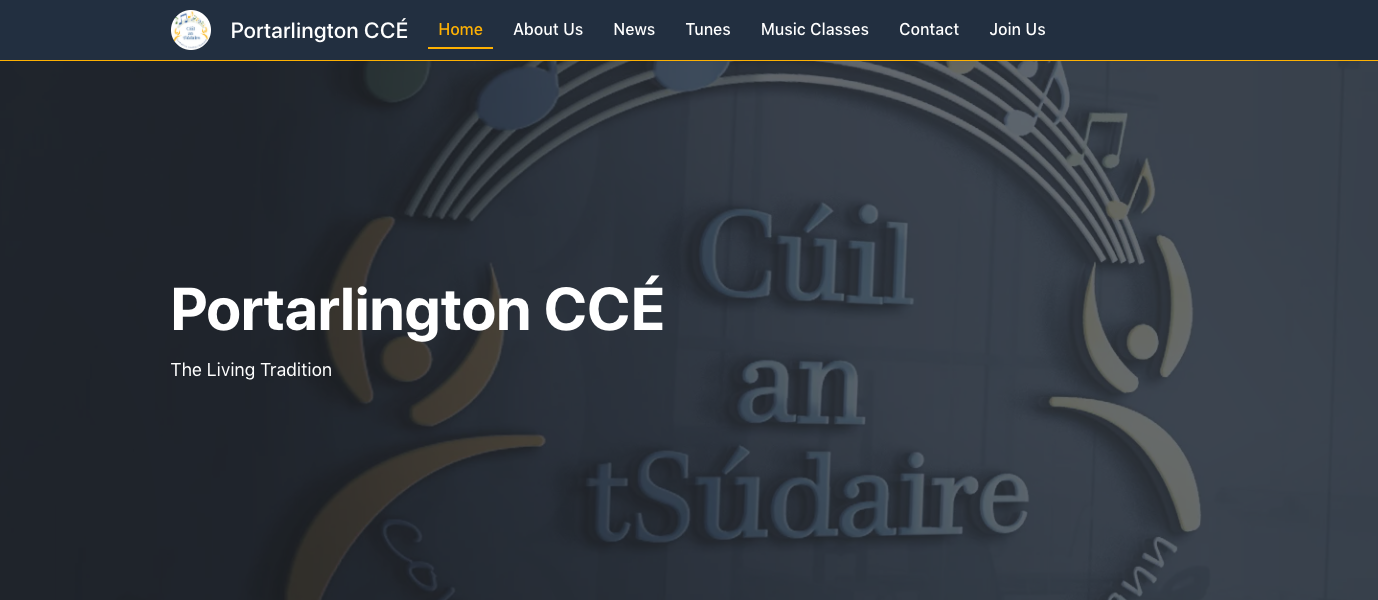 Portarlington CCÉ
Home
About Us
News
Tunes
Music Classes
Contact
Join Us
Cúil
an
tSúdaire
Portarlington CCÉ
The Living Tradition